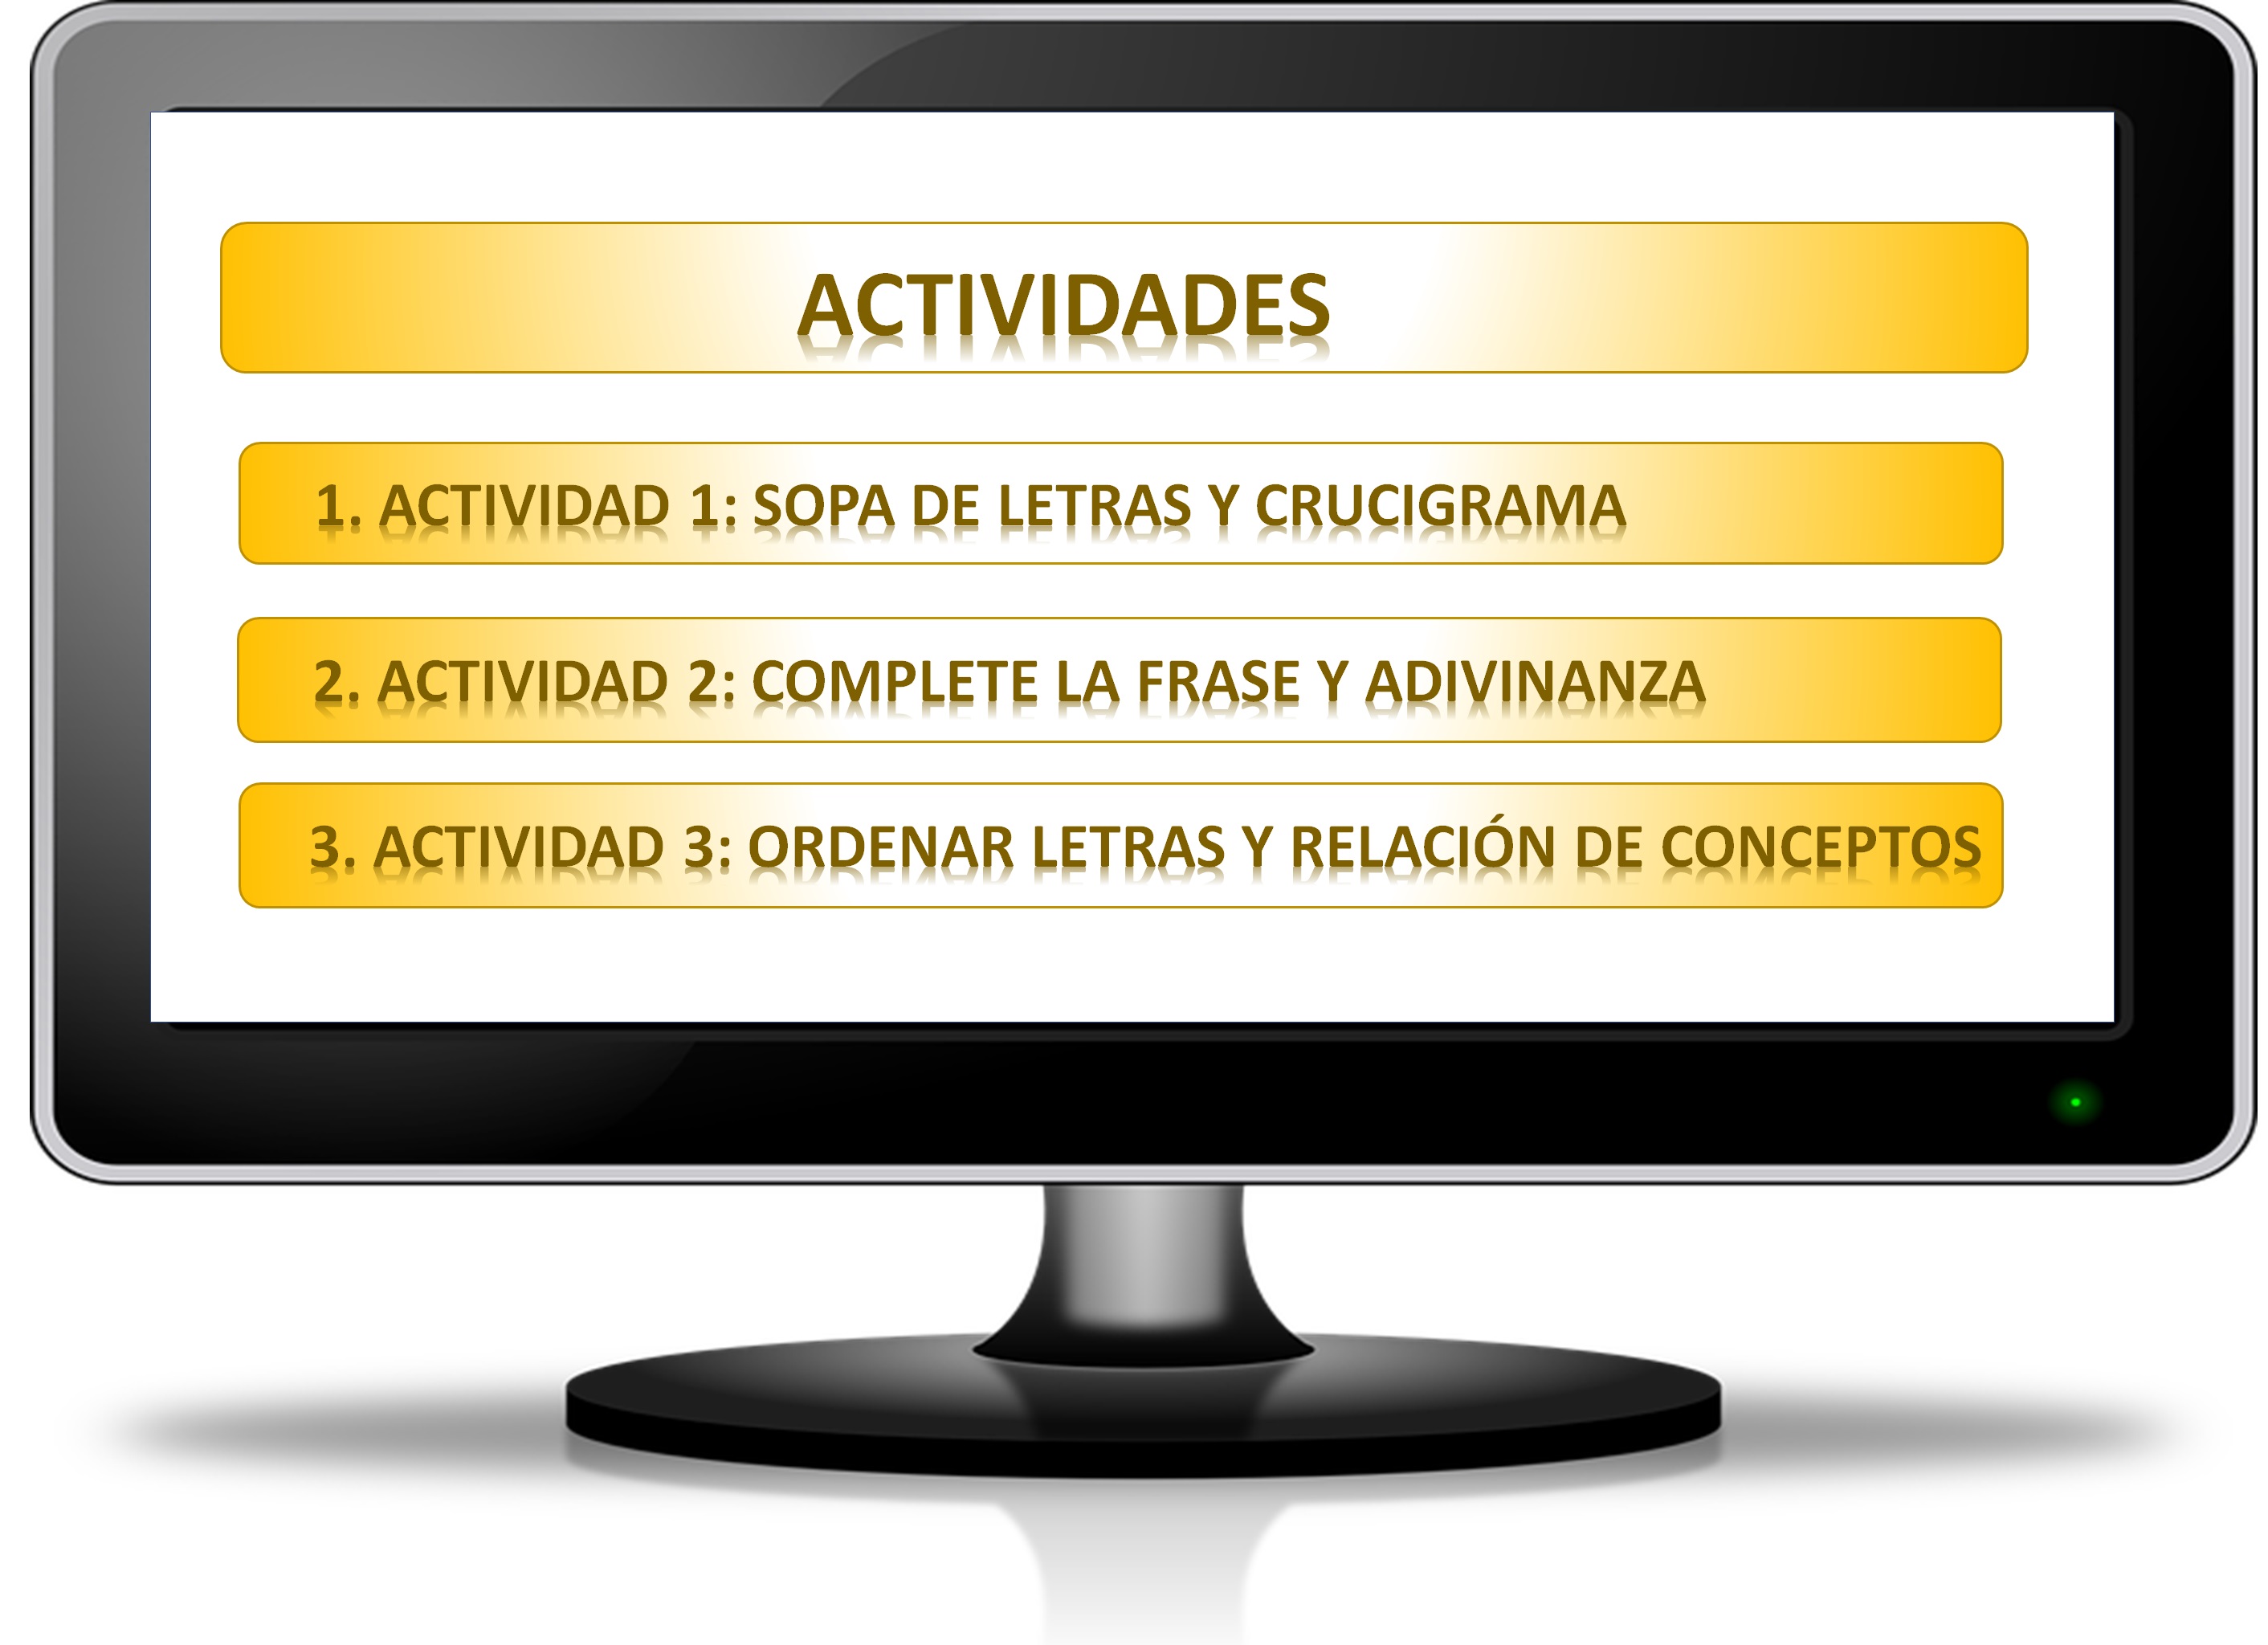 ACTIVIDADES
1. ACTIVIDAD 1: SOPA DE LETRAS Y CRUCIGRAMA
2. ACTIVIDAD 2: COMPLETE LA FRASE Y ADIVINANZA
3. ACTIVIDAD 3: ORDENAR LETRAS Y RELACIÓN DE CONCEPTOS